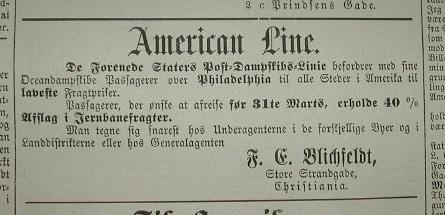 2 c Prindsens Gade.
American Line.
De Forenede Staters Post-Dampskibs-Linie befordrer med sine
Oceandampskibe Passagerer over Philadelphia til alle Steder i Amerika til
laveste Fragtpriser.
Passagerer, der ønske at afreise før 31te Marts, erholde 40 %
Afslag i Jernbanefragter.
Man tegne sig snarest hos Underagenterne i de forskjellige Byer og i
Landdistrikterne eller hos Generalagenten
F. E. Blichfeldt,
Store Strandgade,
Christiania.